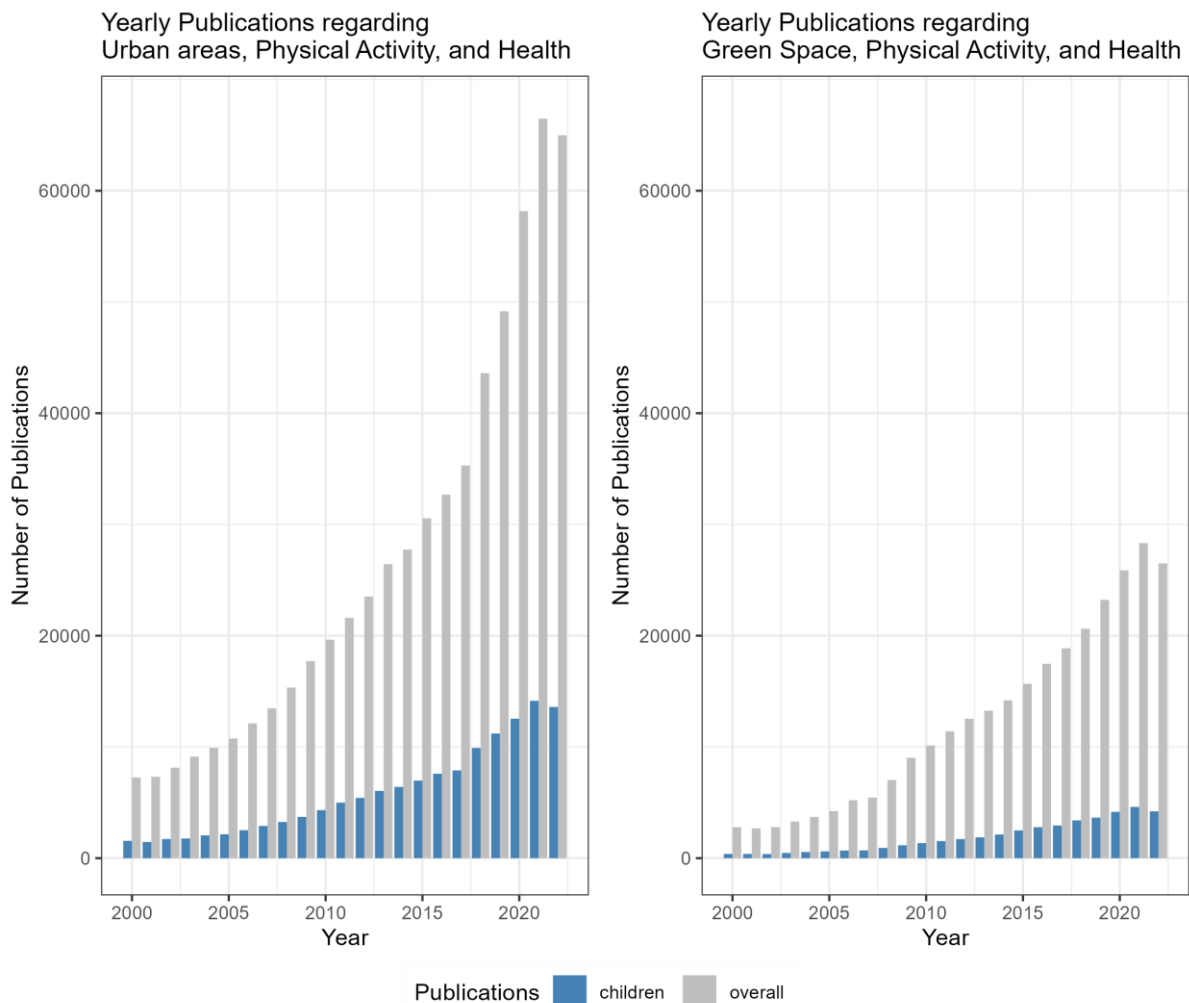 Yearly Publications regarding
Urban areas, Physical Activity, and Health
Number of Publications
60000
40000
20000
0
2000
2005
2010
2015
2020
Year
Yearly Publications regarding
Green Space, Physical Activity, and Health
Number of Publications
60000
40000
20000
0
2000
2005
2010
2015
2020
Year
Publications
children
overall